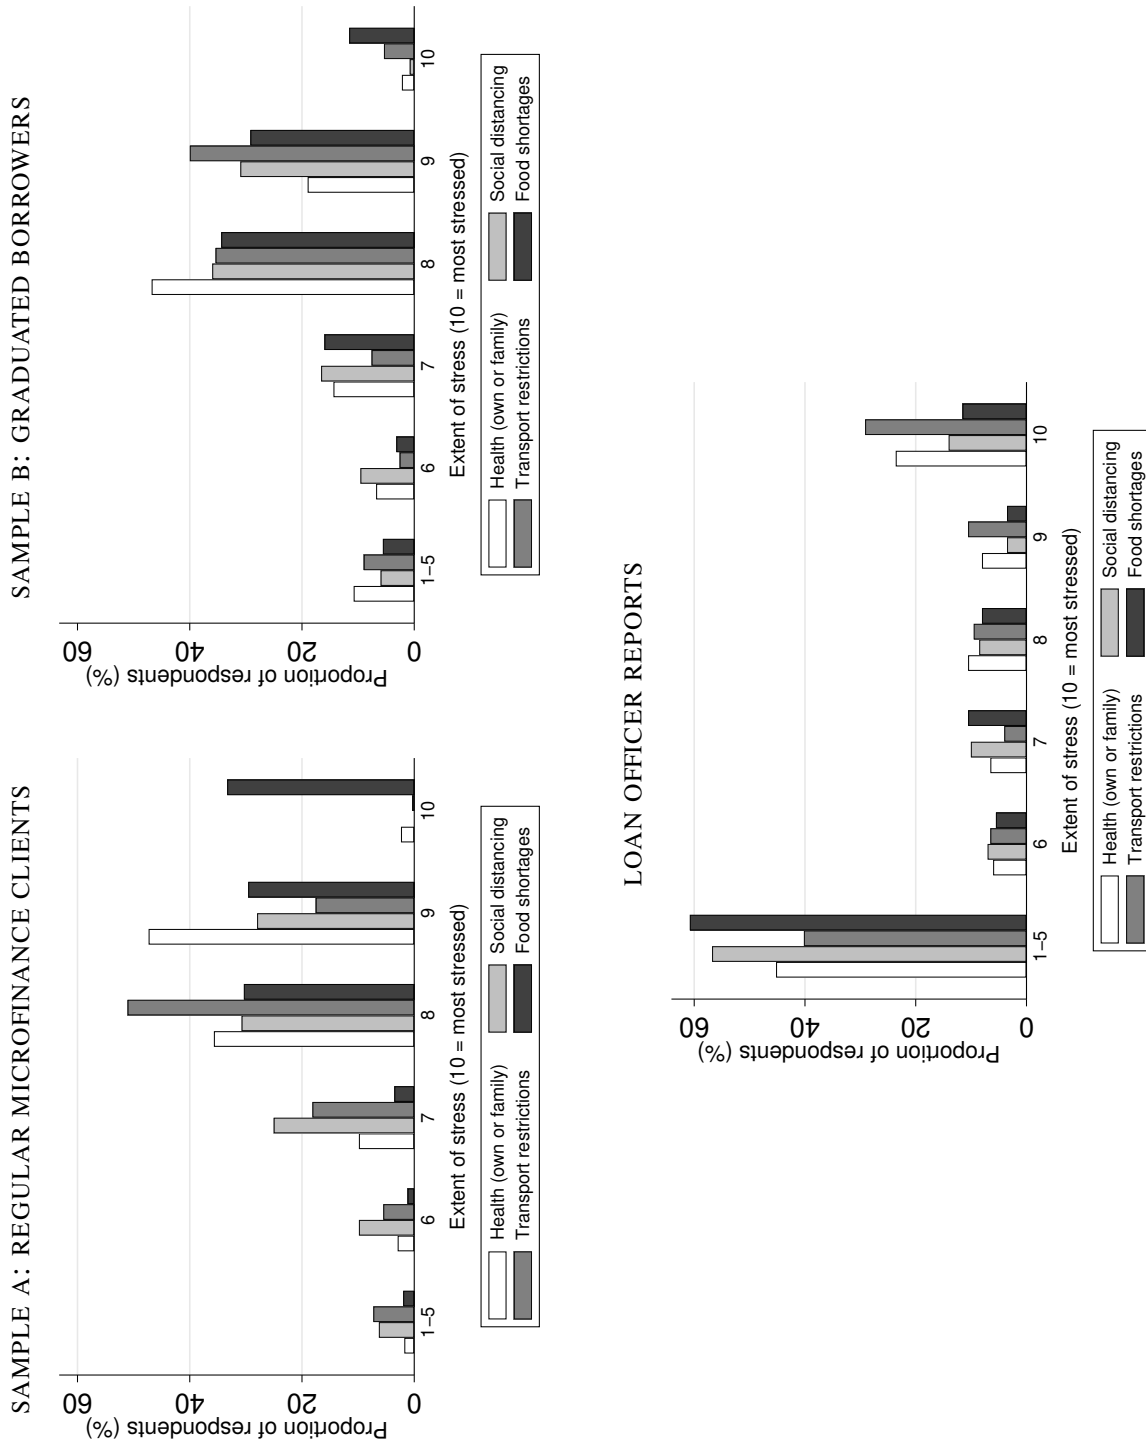 SAMPLE A: REGULAR MICROFINANCE CLIENTS
Proportion of respondents (%)
60
40
20
0
1–5 6 7 8 9 10
Extent of stress (10 = most stressed)
Health (own or family) Social distancing
Transport restrictions Food shortages
SAMPLE B: GRADUATED BORROWERS
Proportion of respondents (%)
60
40
20
0
1–5 6 7 8 9 10
Extent of stress (10 = most stressed)
Health (own or family) Social distancing
Transport restrictions Food shortages
LOAN OFFICER REPORTS
Proportion of respondents (%)
60
40
20
0
1–5 6 7 8 9 10
Extent of stress (10 = most stressed)
Health (own or family) Social distancing
Transport restrictions Food shortages